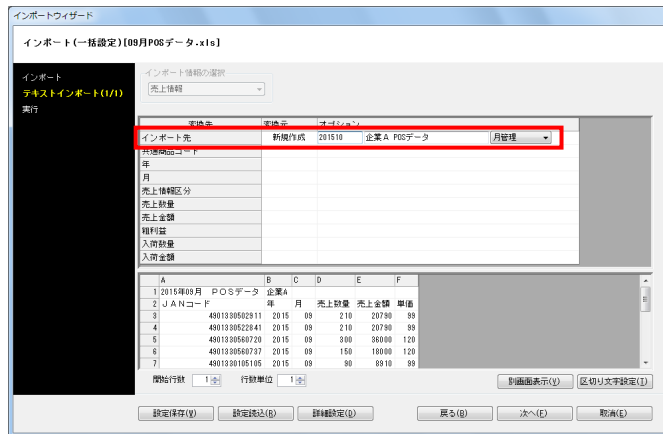 インポートウィザード
インポート(一括設定)[09月POSデータ.xls]
インポート
テキストインポート(1/1)
実行
インポート情報の選択
売上情報
変換先 変換元 オプション
インポート先 新規作成 201510 企業A POSデータ 月管理
共通商品コード
年
月
売上情報区分
売上数量
売上金額
粗利益
入荷数量
入荷金額
A B C D E F
1 2015年09月 POSデータ 企業A
2 JANコード 年 月 売上数量 売上金額 単価
3 4901330502911 2015 09 210 20790 99
4 4901330522841 2015 09 210 20790 99
5 4901330560720 2015 09 300 36000 120
6 4901330560737 2015 09 150 18000 120
7 4901330105105 2015 09 90 8910 99
開始行数 1 行数単位 1 別画面表示(V) 区切り文字設定(I)
設定保存(W) 設定読込(R) 詳細設定(D) 戻る(B) 次へ(F) 取消(E)